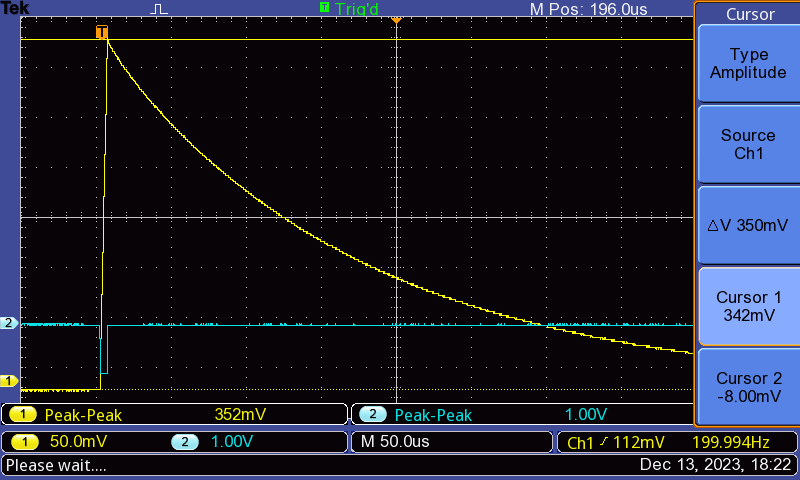 Tek T Trig'd M Pos: 196.0us Cursor
T
Type
Amplitude
Source
Ch1
△V 350mV
Cursor 1
342mV
2
1
Cursor 2
-8.00mV
1 Peak-Peak 352mV 2 Peak-Peak 1.00V
1 50.0mV 2 1.00V M 50.0us Ch1 112mV 199.994Hz
Please wait.... Dec 13, 2023, 18:22